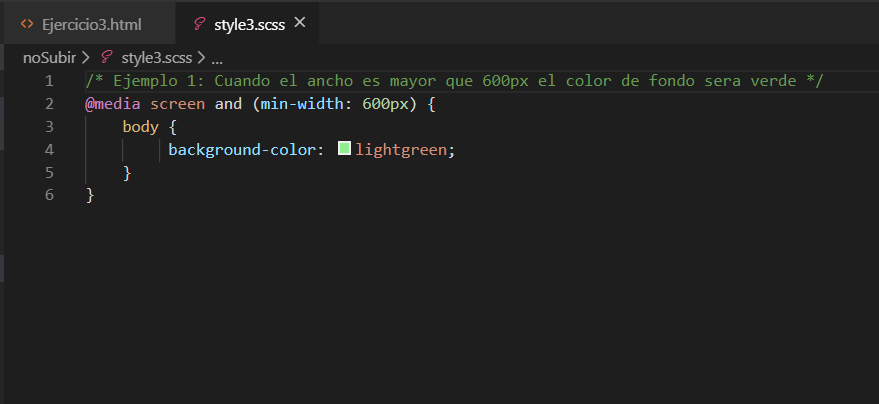 Ejercicio3.html style3.scss ×
noSubir > style3.scss > ...
1 /* Ejemplo 1: Cuando el ancho es mayor que 600px el color de fondo sera verde */
2 @media screen and (min-width: 600px) {
3 body {
4 background-color: lightgreen;
5 }
6 }